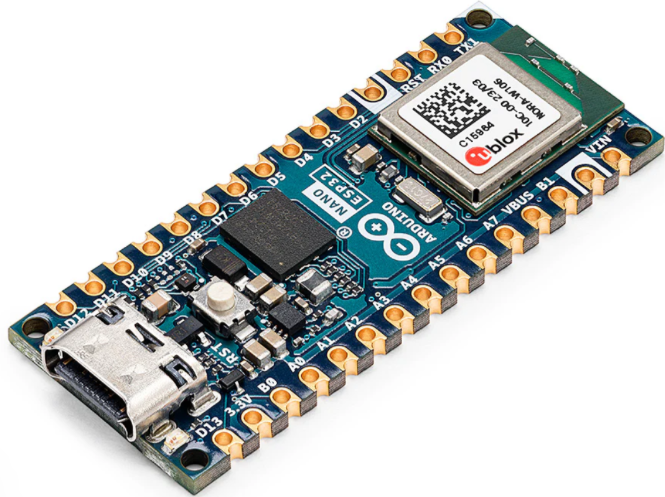 TX1
RX0
RST
D2
D3
D4
D5
D6
D7
D8
D9
D10
D11
D12
C15964
10C-00 23/03
NORA-W106
ublox
NANO
ESP32
ARDUINO
®
RST
VIN
B1
VBUS
A7
A6
A5
A4
A3
A2
A1
A0
B0
3.3V
D13